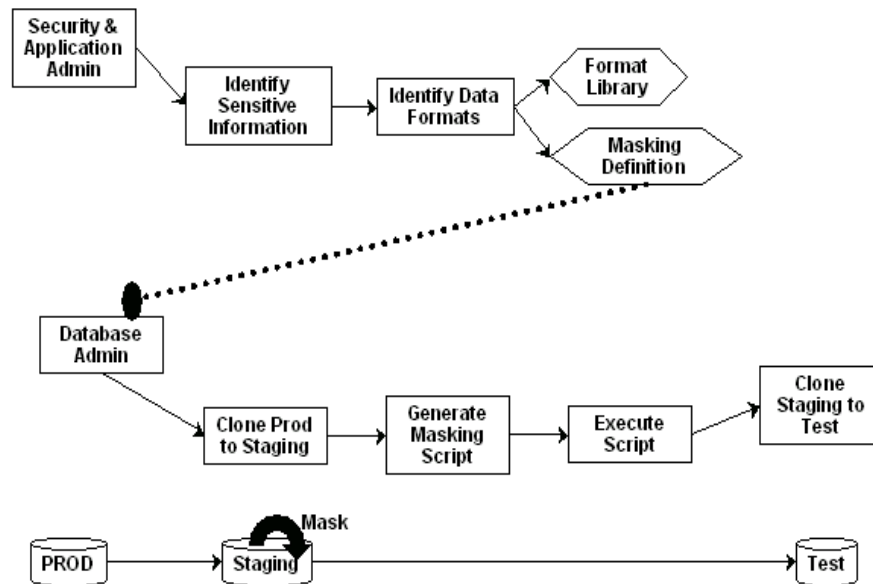 Security &
Application
Admin
Identify
Sensitive
Information
Identify Data
Formats
Format
Library
Masking
Definition
Database
Admin
Clone Prod
to Staging
Generate
Masking
Script
Execute
Script
Clone
Staging to
Test
Mask
PROD
Staging
Test